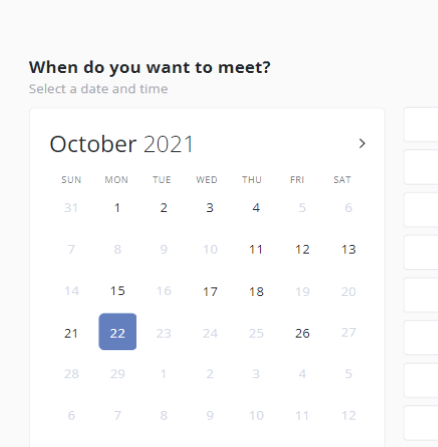 When do you want to meet?
Select a date and time
October 2021
SUN MON TUE WED THU FRI SAT
31 1 2 3 4 5 6
7 8 9 10 11 12 13
14 15 16 17 18 19 20
21 22 23 24 25 26 27
28 29 1 2 3 4 5
6 7 8 9 10 11 12